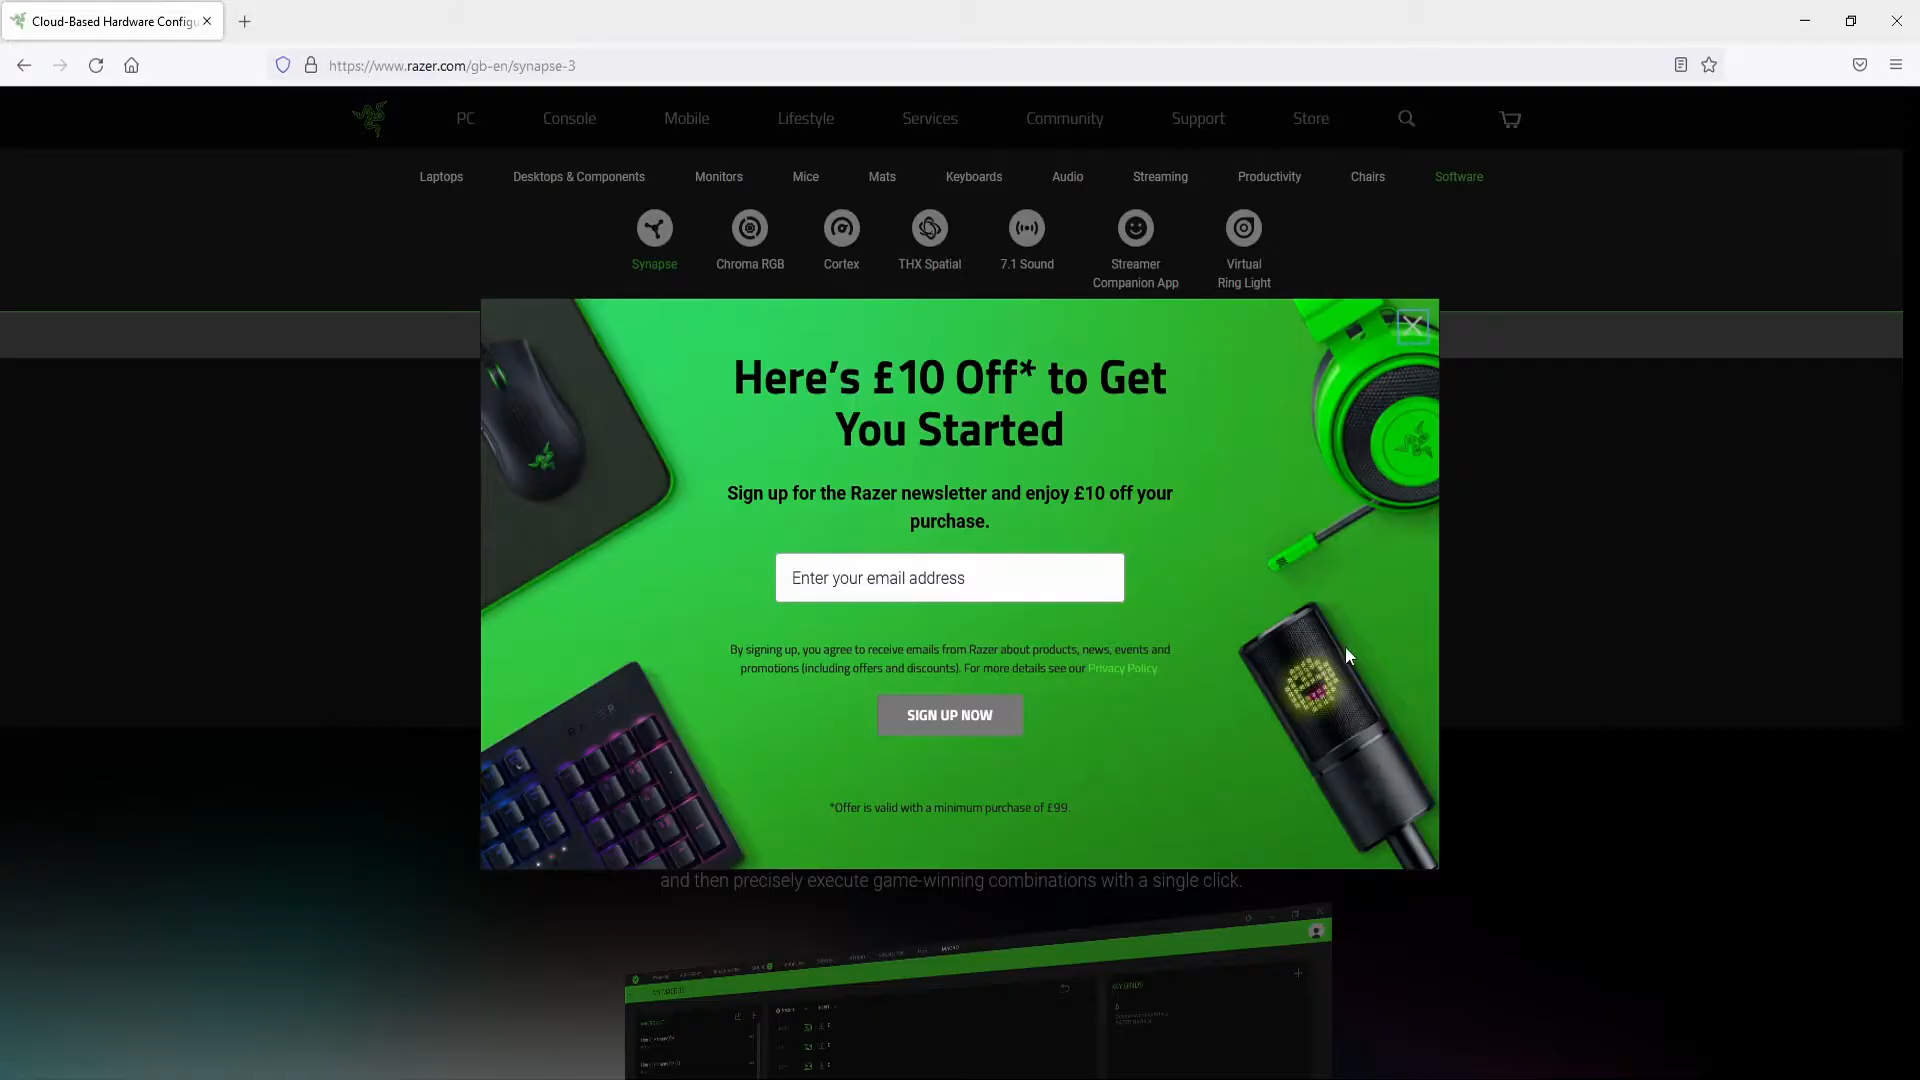 Cloud-Based Hardware Configu
https://www.razer.com/gb-en/synapse-3
PC Console Mobile Lifestyle Services Community Support Store
Laptops Desktops & Components Monitors Mice Mats Keyboards Audio Streaming Productivity Chairs Software
Synapse Chroma RGB Cortex THX Spatial 7.1 Sound Streamer Virtual
Companion App Ring Light
Here's £10 Off* to Get
You Started
Sign up for the Razer newsletter and enjoy £10 off your
purchase.
Enter your email address
By signing up, you agree to receive emails from Razer about products, news, events and
promotions (including offers and discounts). For more details see our Privacy Policy.
SIGN UP NOW
*Offer is valid with a minimum purchase of £99.
and then precisely execute game-winning combinations with a single click.
MACRO
KEY BINDS